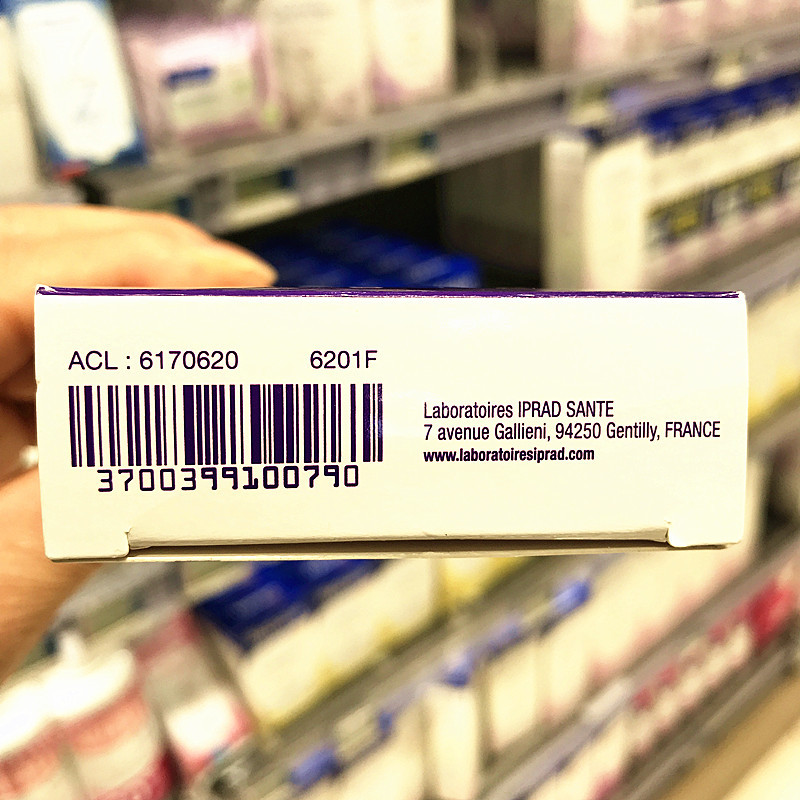 ACL : 6170620 6201F
3700399100790
Laboratoires IPRAD SANTE
7 avenue Gallieni, 94250 Gentilly, FRANCE
www.laboratoiresiprad.com